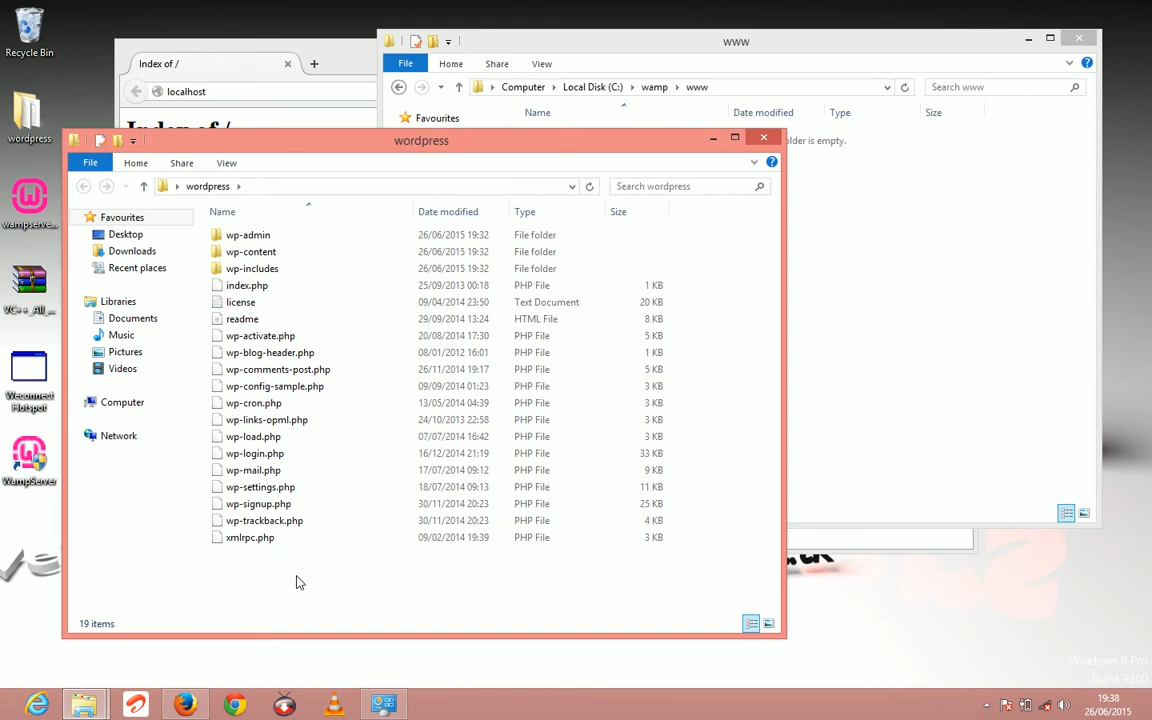 Recycle Bin
wordpress
wampserve...
VC++_All_...
Weconnect
Hotspot
WampServer
Index of /
localhost
Index of /
www
File Home Share View
Computer Local Disk (C:) wamp www
Search www
Favourites
Name Date modified Type Size
older is empty.
wordpress
File Home Share View
wordpress
Search wordpress
Favourites
Desktop
Downloads
Recent places
Libraries
Documents
Music
Pictures
Videos
Computer
Network
Name Date modified Type Size
wp-admin 26/06/2015 19:32 File folder
wp-content 26/06/2015 19:32 File folder
wp-includes 26/06/2015 19:32 File folder
index.php 25/09/2013 00:18 PHP File 1 KB
license 09/04/2014 23:50 Text Document 20 KB
readme 29/09/2014 13:24 HTML File 8 KB
wp-activate.php 20/08/2014 17:30 PHP File 5 KB
wp-blog-header.php 08/01/2012 16:01 PHP File 1 KB
wp-comments-post.php 26/11/2014 19:17 PHP File 5 KB
wp-config-sample.php 09/09/2014 01:23 PHP File 3 KB
wp-cron.php 13/05/2014 04:39 PHP File 3 KB
wp-links-opml.php 24/10/2013 22:58 PHP File 3 KB
wp-load.php 07/07/2014 16:42 PHP File 3 KB
wp-login.php 16/12/2014 21:19 PHP File 33 KB
wp-mail.php 17/07/2014 09:12 PHP File 9 KB
wp-settings.php 18/07/2014 09:13 PHP File 11 KB
wp-signup.php 30/11/2014 20:23 PHP File 25 KB
wp-trackback.php 30/11/2014 20:23 PHP File 4 KB
xmlrpc.php 09/02/2014 19:39 PHP File 3 KB
19 items
Windows 8 Pro
Build 9200
19:38
26/06/2015